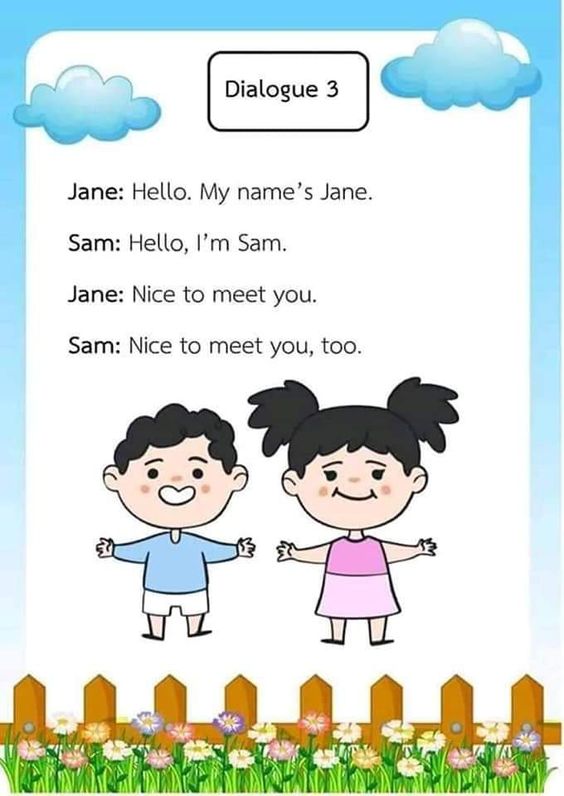 Dialogue 3
Jane: Hello. My name's Jane.
Sam: Hello, I'm Sam.
Jane: Nice to meet you.
Sam: Nice to meet you, too.